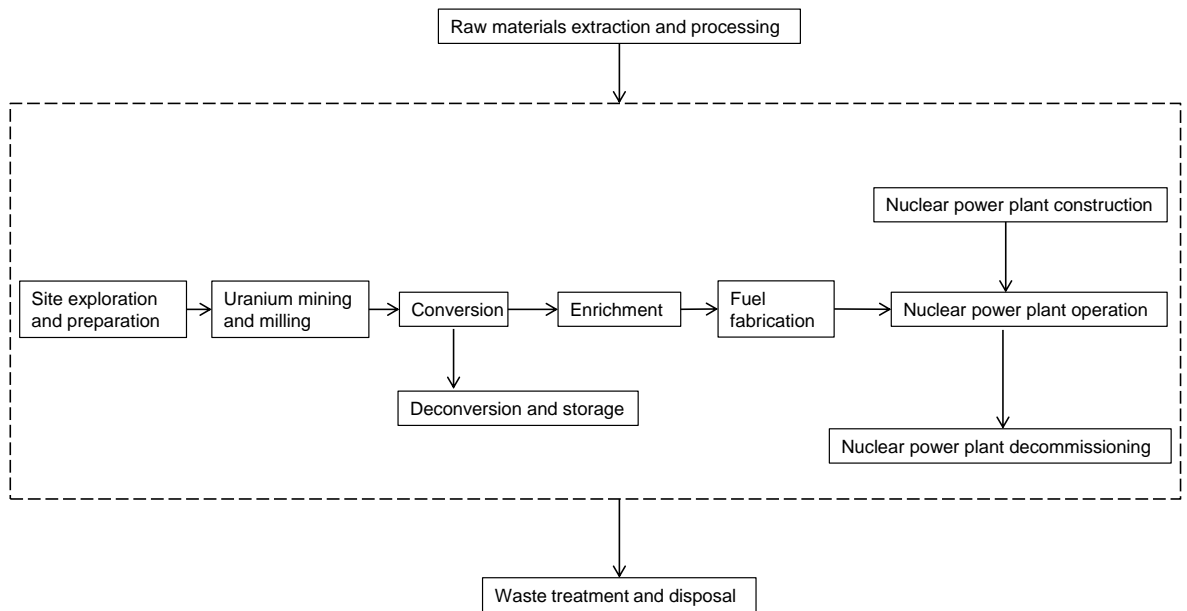 Raw materials extraction and processing
Nuclear power plant construction
Site exploration
and preparation
Uranium mining
and milling
Conversion
Enrichment
Fuel
fabrication
Nuclear power plant operation
Deconversion and storage
Nuclear power plant decommissioning
Waste treatment and disposal